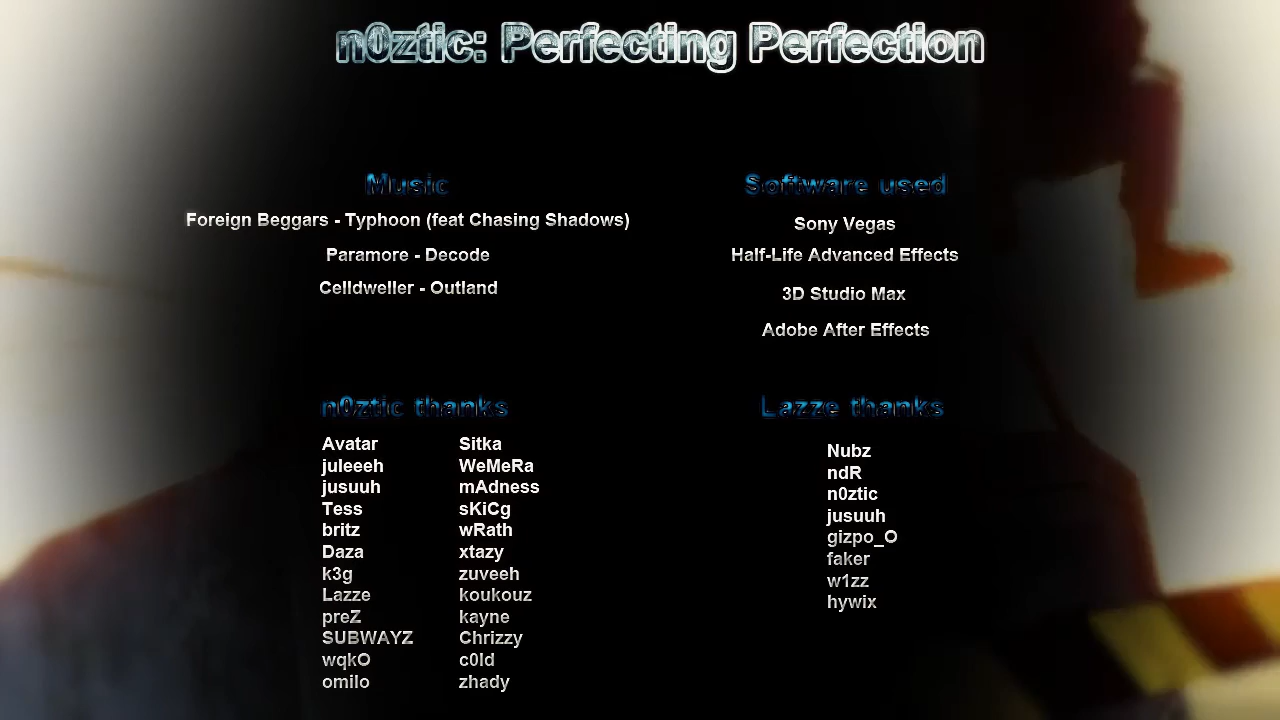 n0ztic: Perfecting Perfection
Music
Foreign Beggars - Typhoon (feat Chasing Shadows)
Paramore - Decode
Celldweller - Outland
Software used
Sony Vegas
Half-Life Advanced Effects
3D Studio Max
Adobe After Effects
n0ztic thanks
Avatar
juleeeh
jusuuh
Tess
britz
Daza
k3g
Lazze
preZ
SUBWAYZ
wqkO
omilo
Sitka
WeMeRa
mAdness
sKiCg
wRath
xtazy
zuveeh
koukouz
kayne
Chrizzy
c0ld
zhady
Lazze thanks
Nubz
ndR
n0ztic
jusuuh
gizpo_O
faker
w1zz
hywix